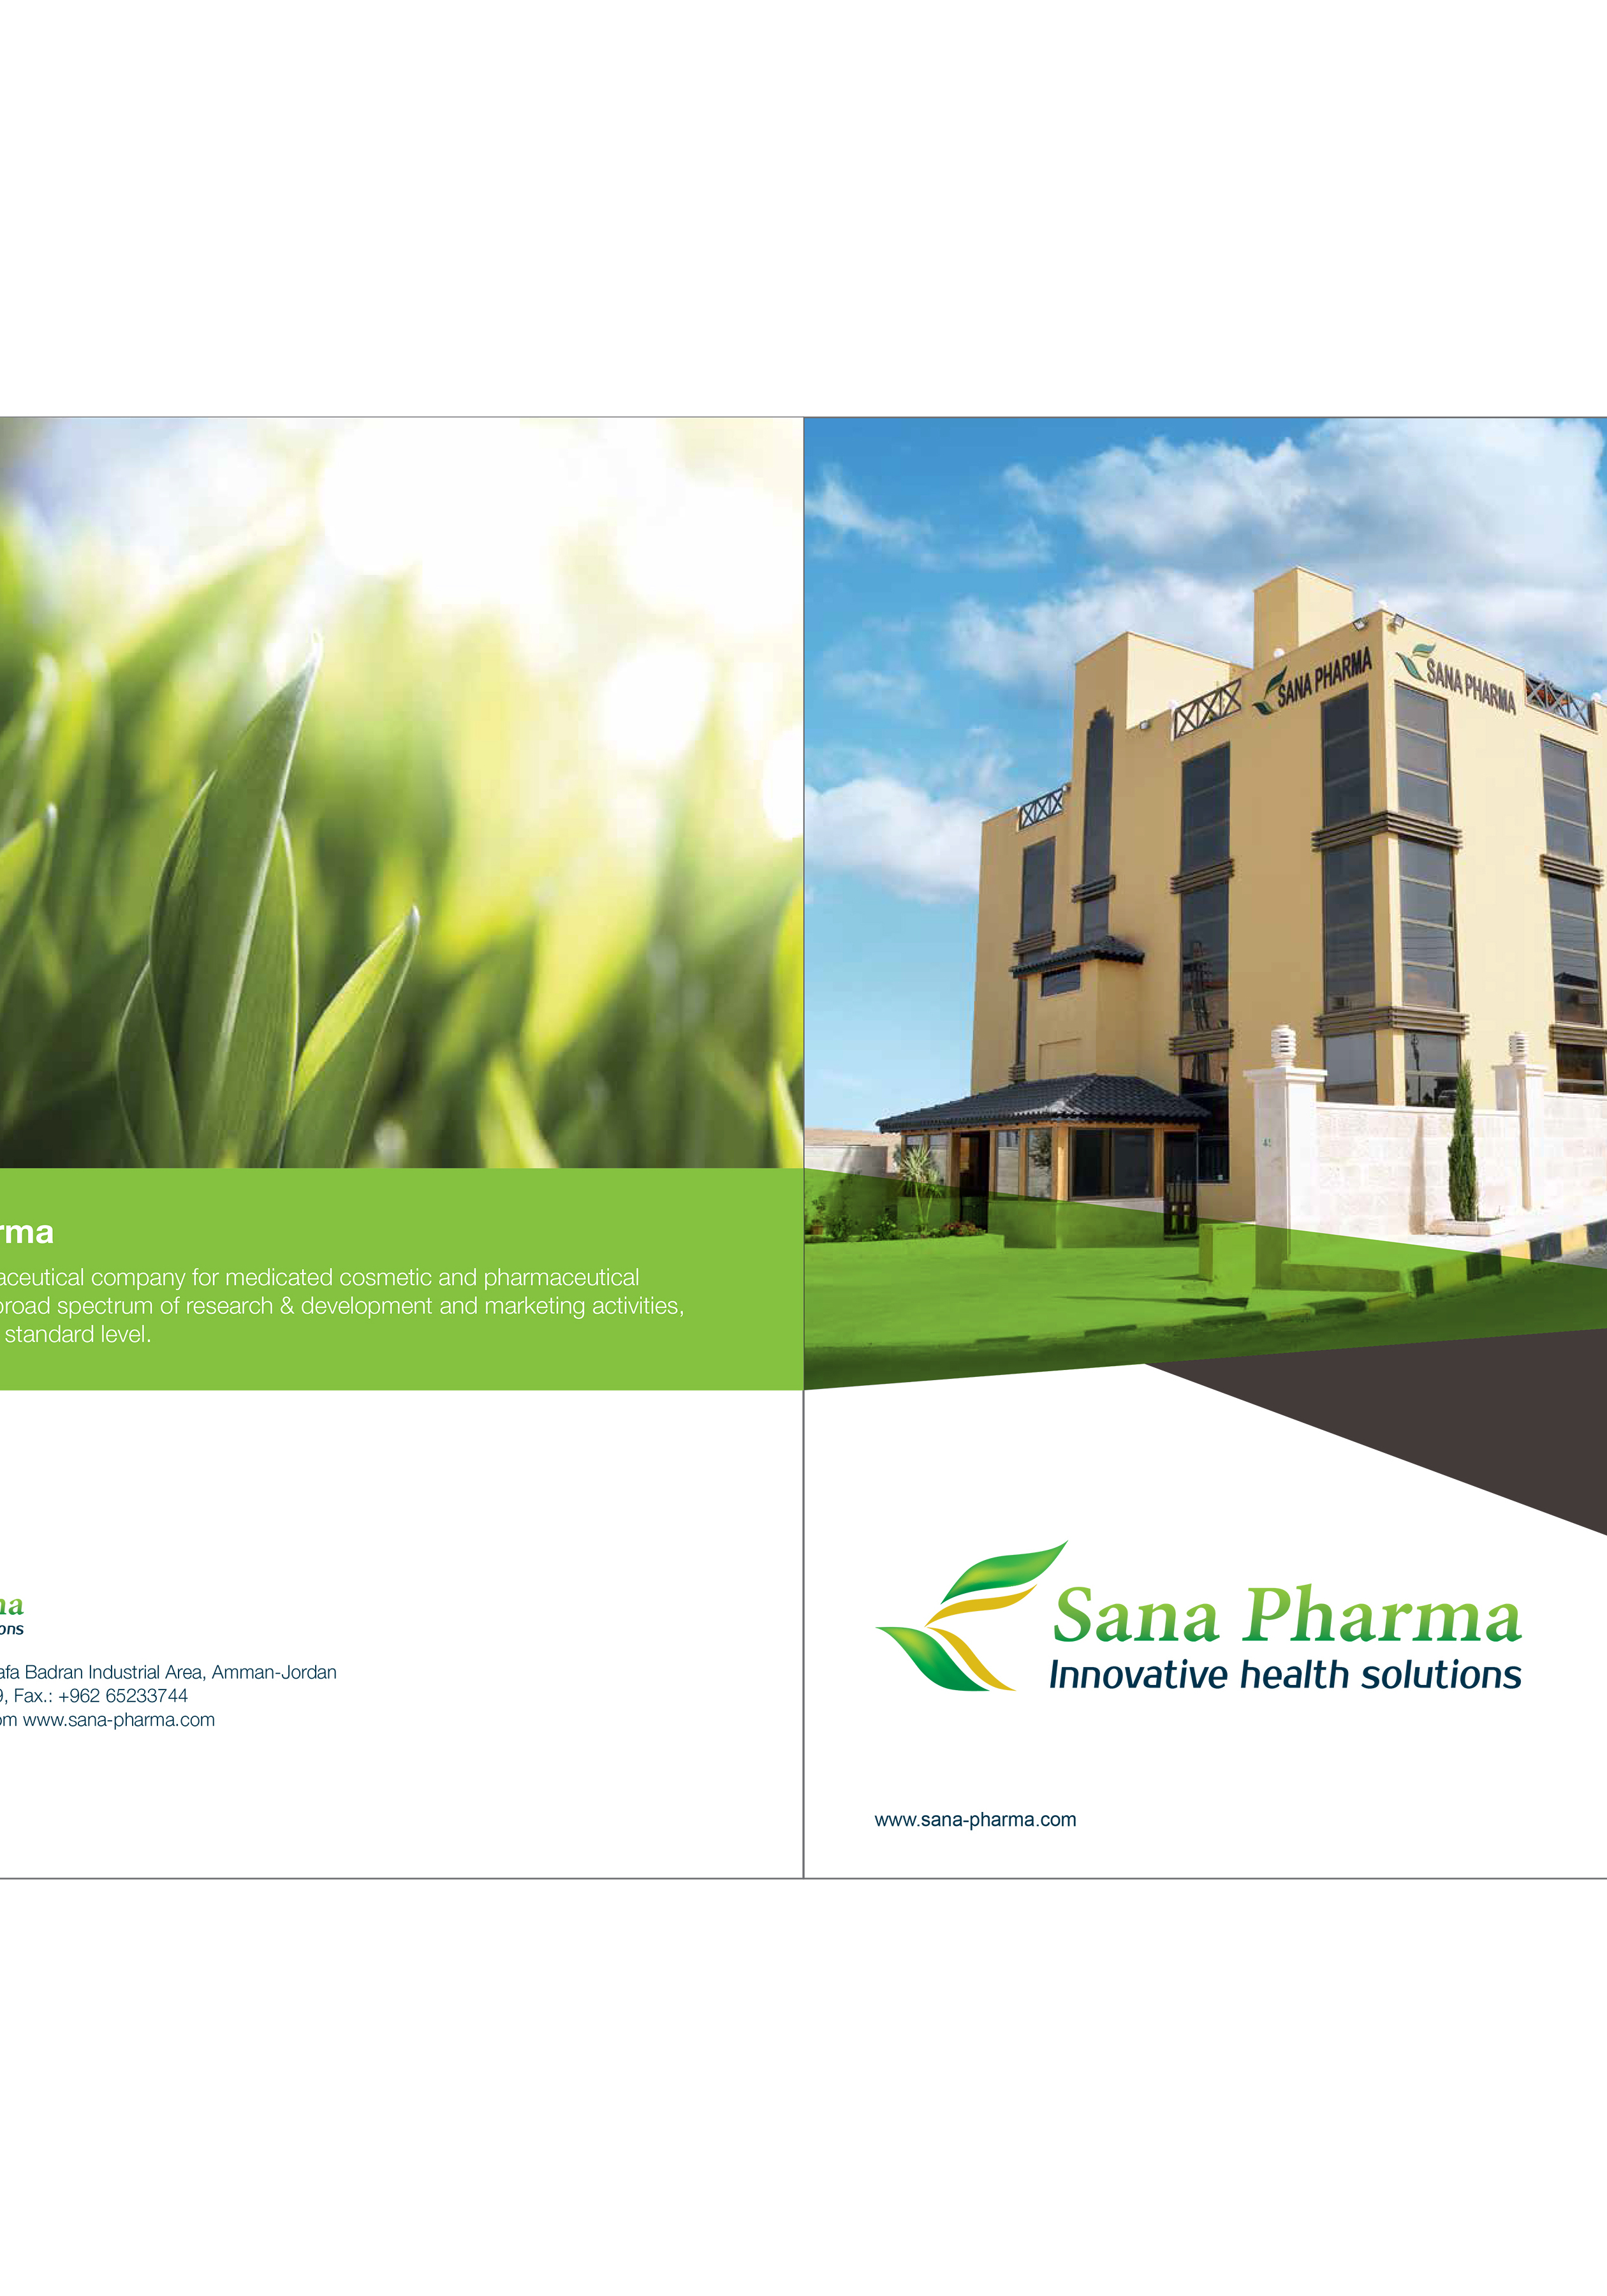 rma
aceutical company for medicated cosmetic and pharmaceutical
broad spectrum of research & development and marketing activities,
standard level.
na
ons
afa Badran Industrial Area, Amman-Jordan
9, Fax.: +962 65233744
om www.sana-pharma.com
SANA PHARMA
SANA PHARMA
Sana Pharma
Innovative health solutions
www.sana-pharma.com